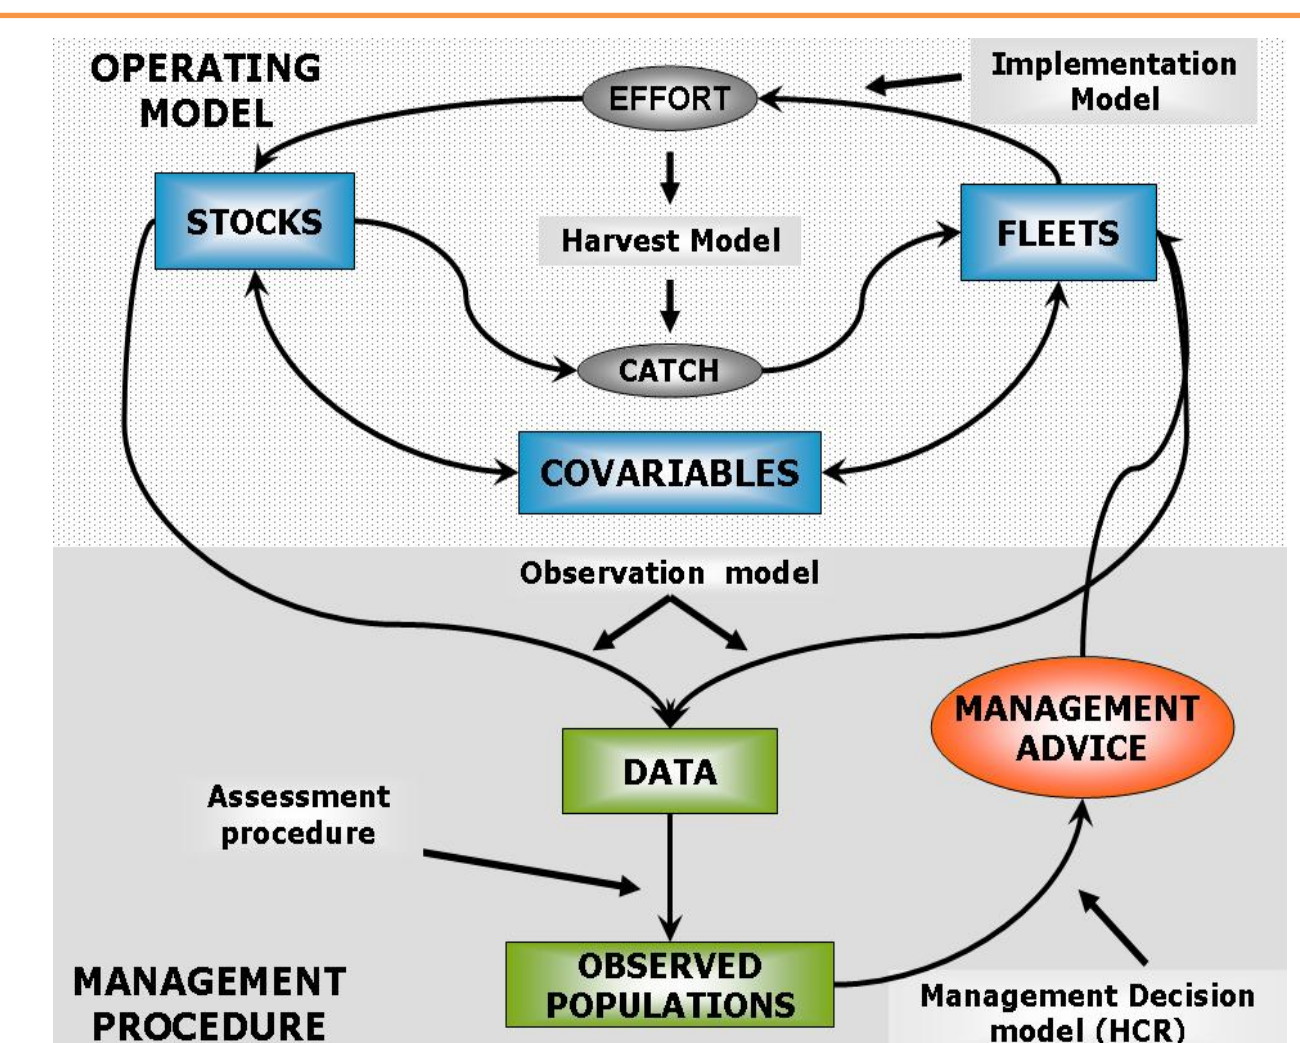 OPERATING
MODEL
EFFORT
Implementation
Model
STOCKS
Harvest Model
FLEETS
CATCH
COVARIABLES
Observation model
MANAGEMENT
ADVICE
DATA
Assessment
procedure
OBSERVED
POPULATIONS
MANAGEMENT
PROCEDURE
Management Decision
model (HCR)